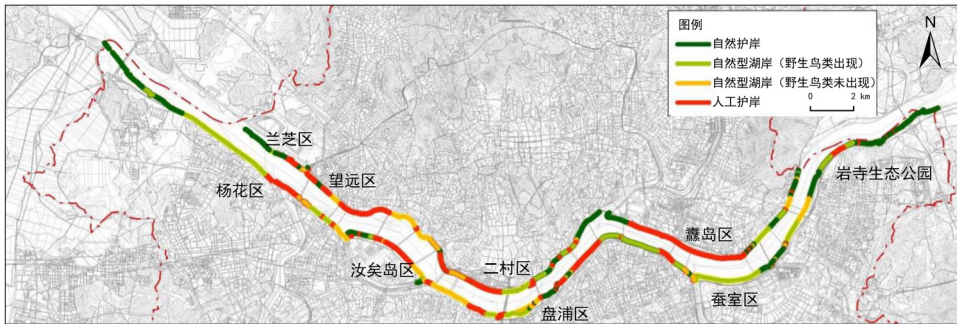 图例
自然护岸
自然型湖岸（野生鸟类出现）
自然型湖岸（野生鸟类未出现）
人工护岸
N
0 2 km
兰芝区
望远区
杨花区
岩寺生态公园
汝矣岛区
二村区
纛岛区
蚕室区
盘浦区